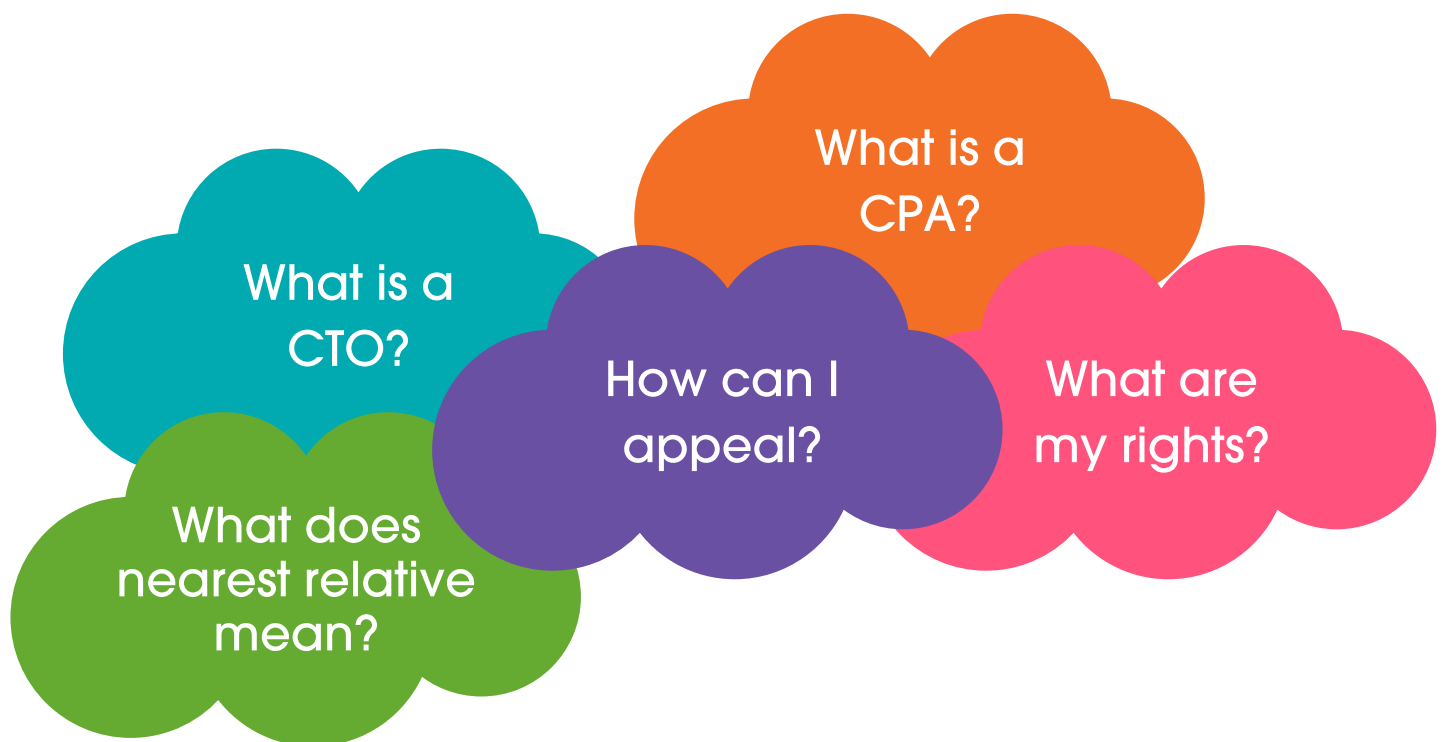 What is a
CPA?
What is a
CTO?
How can I
appeal?
What are
my rights?
What does
nearest relative
mean?